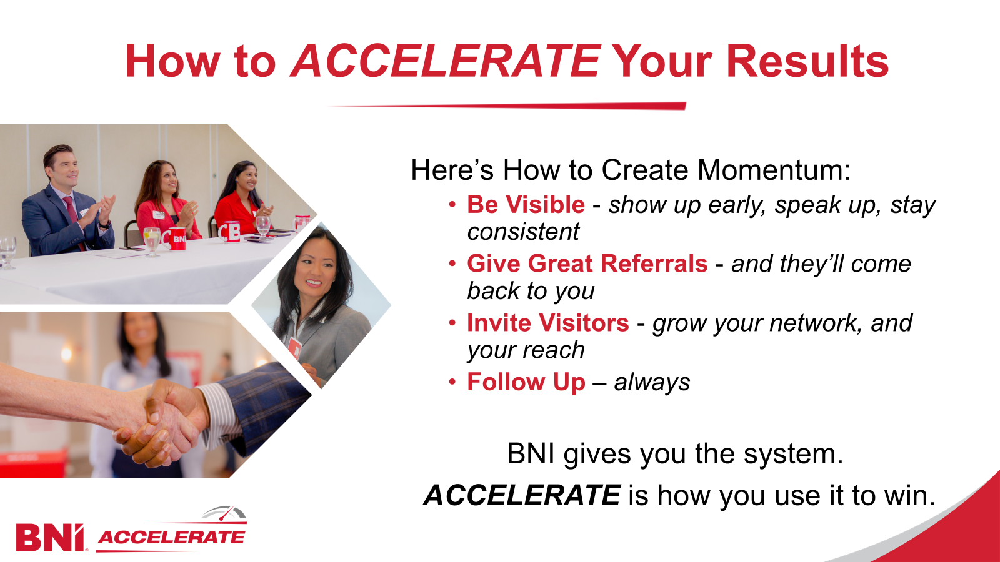 How to ACCELERATE Your Results
Here’s How to Create Momentum:
• Be Visible - show up early, speak up, stay
consistent
• Give Great Referrals - and they’ll come
back to you
• Invite Visitors - grow your network, and
your reach
• Follow Up – always
BNI gives you the system.
ACCELERATE is how you use it to win.
BNI
B
BNI® ACCELERATE